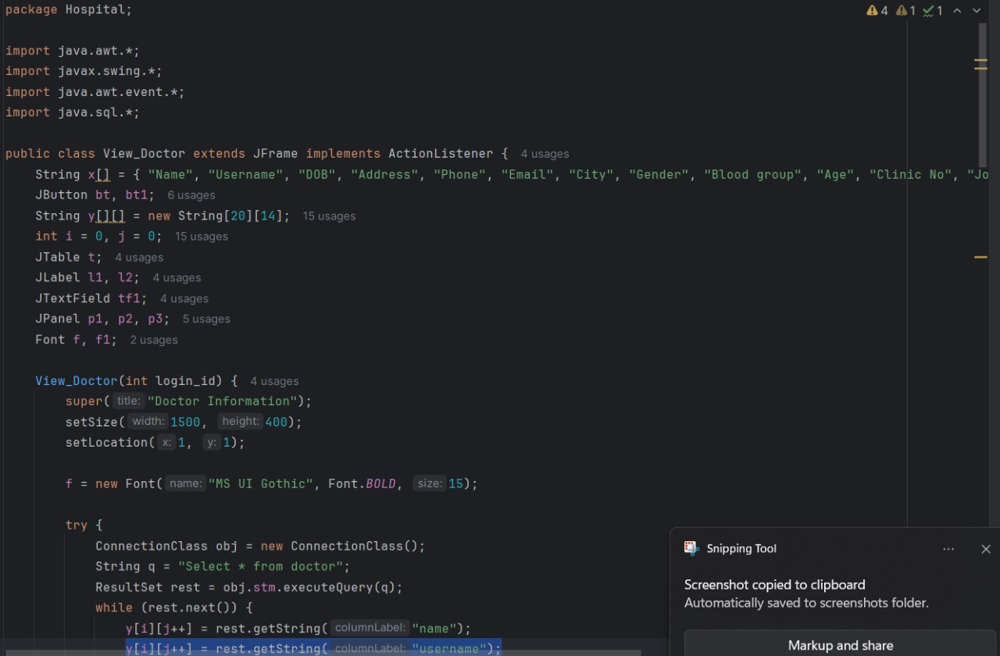 package Hospital;
4 1 1
import java.awt.*;
import javax.swing.*;
import java.awt.event.*;
import java.sql.*;
public class View_Doctor extends JFrame implements ActionListener { 4 usages
String x[] = { "Name", "Username", "DOB", "Address", "Phone", "Email", "City", "Gender", "Blood group", "Age", "Clinic No", "Jo
JButton bt, bt1; 6 usages
String y[][] = new String[20][14]; 15 usages
int i = 0, j = 0; 15 usages
JTable t; 4 usages
JLabel l1, l2; 4 usages
JTextField tf1; 4 usages
JPanel p1, p2, p3; 5 usages
Font f, f1; 2 usages
View_Doctor(int login_id) { 4 usages
super( title: "Doctor Information");
setSize( width: 1500, height: 400);
setLocation( x: 1, y: 1);
f = new Font( name: "MS UI Gothic", Font.BOLD, size: 15);
try {
ConnectionClass obj = new ConnectionClass();
String q = "Select * from doctor";
ResultSet rest = obj.stm.executeQuery(q);
while (rest.next()) {
y[i][j++] = rest.getString( columnLabel: "name");
y[i][j++] = rest.getString( columnLabel: "username");
Snipping Tool
Screenshot copied to clipboard
Automatically saved to screenshots folder.
Markup and share